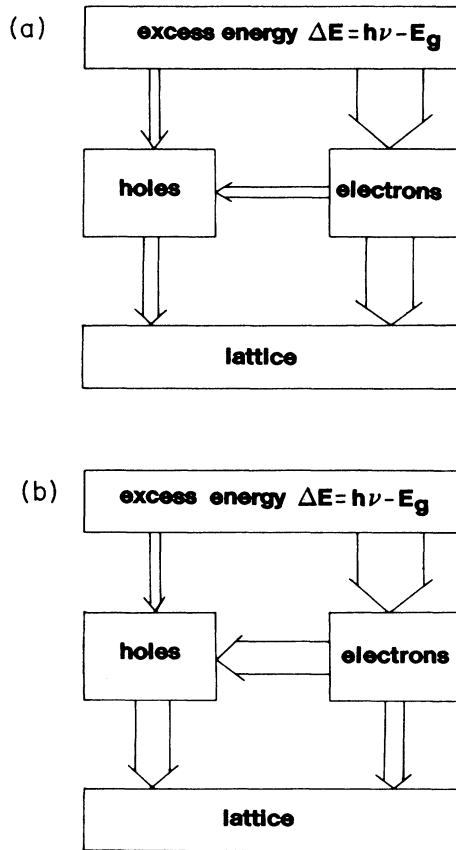 (a)
excess energy ΔE = hν - Eg
holes
electrons
lattice
(b)
excess energy ΔE = hν - Eg
holes
electrons
lattice